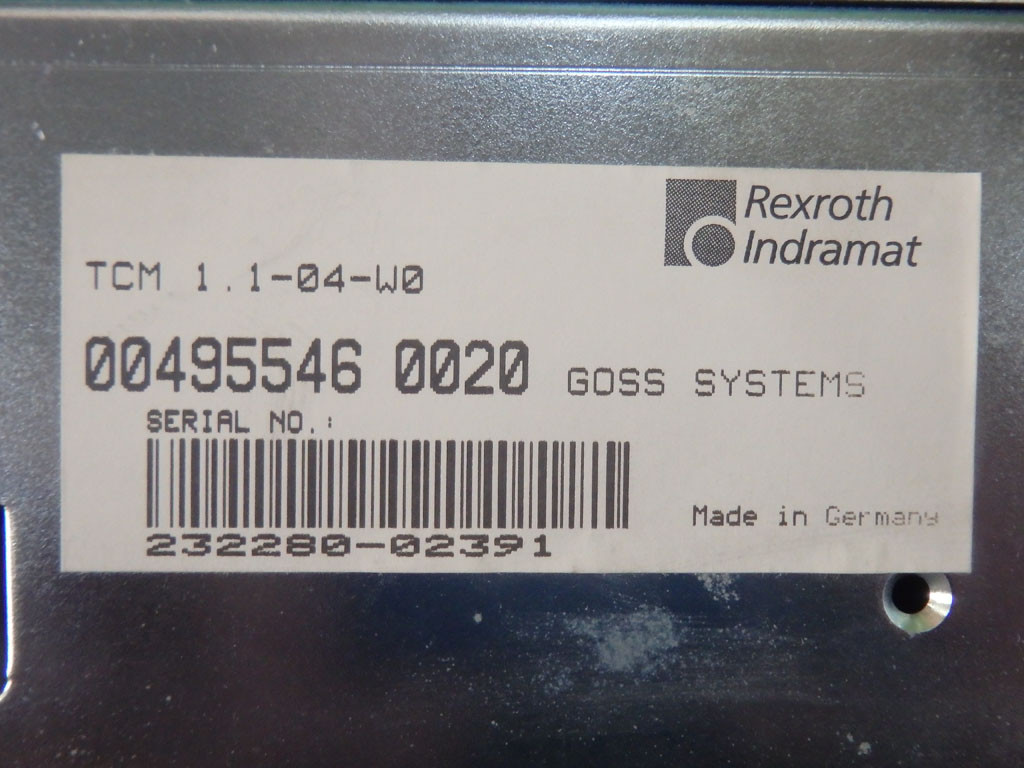 Rexroth
Indramat
TCM 1.1-04-W0
00495546 0020 GOSS SYSTEMS
SERIAL NO.:
232280-02391
Made in Germany